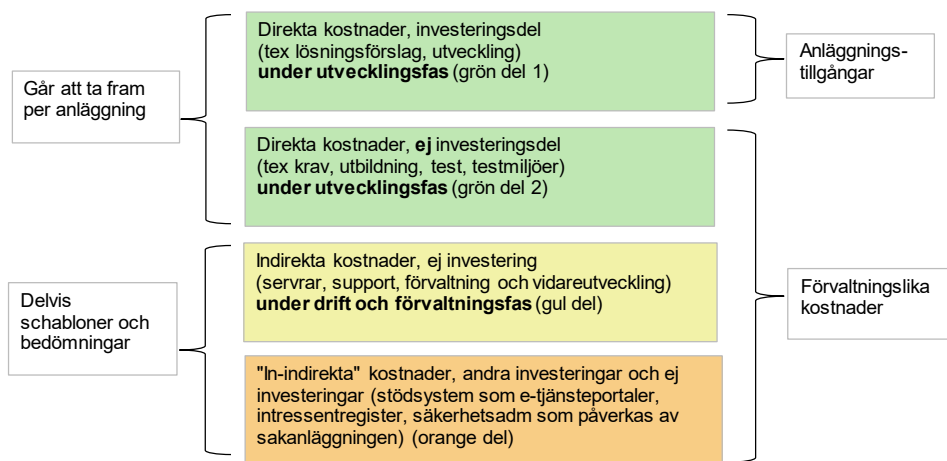 Direkta kostnader, investeringsdel
(tex lösningsförslag, utveckling)
under utvecklingsfas (grön del 1)
Anläggnings-
tillgångar
Går att ta fram
per anläggning
Direkta kostnader, ej investeringsdel
(tex krav, utbildning, test, testmiljöer)
under utvecklingsfas (grön del 2)
Indirekta kostnader, ej investering
(servrar, support, förvaltning och vidareutveckling)
under drift och förvaltningsfas (gul del)
Delvis
schabloner och
bedömningar
Förvaltningslika
kostnader
"In-indirekta" kostnader, andra investeringar och ej
investeringar (stödsystem som e-tjänsteportaler,
intressentregister, säkerhetsadm som påverkas av
sakanläggningen) (orange del)